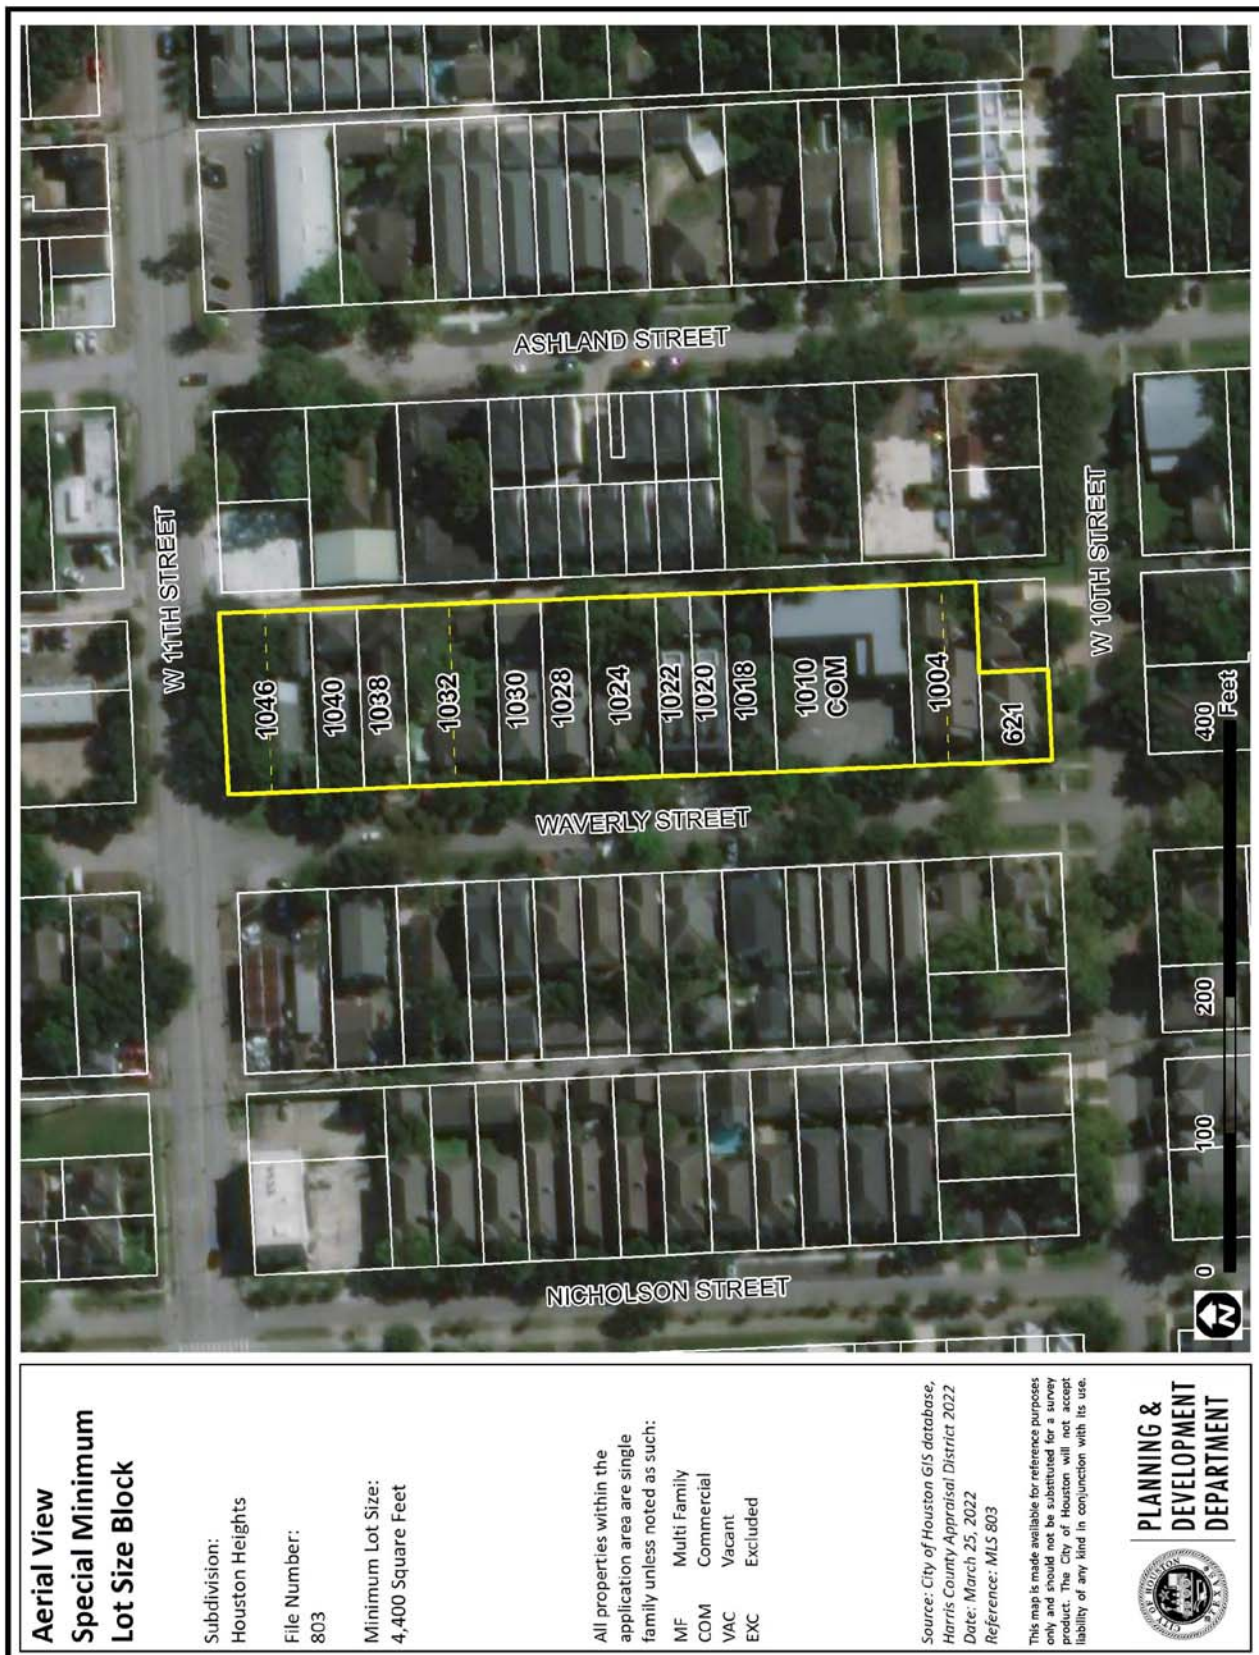 Aerial View
Special Minimum
Lot Size Block
Subdivision:
Houston Heights
File Number:
803
Minimum Lot Size:
4,400 Square Feet
All properties within the
application area are single
family unless noted as such:
MF Multi Family
COM Commercial
VAC Vacant
EXC Excluded
Source: City of Houston GIS database,
Harris County Appraisal District 2022
Date: March 25, 2022
Reference: MLS 803
This map is made available for reference purposes
only and should not be substituted for a survey
product. The City of Houston will not accept
liability of any kind in conjunction with its use.
CITY OF HOUSTON
TEXAS
PLANNING &
DEVELOPMENT
DEPARTMENT
W 11TH STREET
ASHLAND STREET
1046
1040
1038
1032
1030
1028
1024
1022
1020
1018
1010
COM
1004
621
WAVERLY STREET
W 10TH STREET
NICHOLSON STREET
N
0
100
200
400
Feet